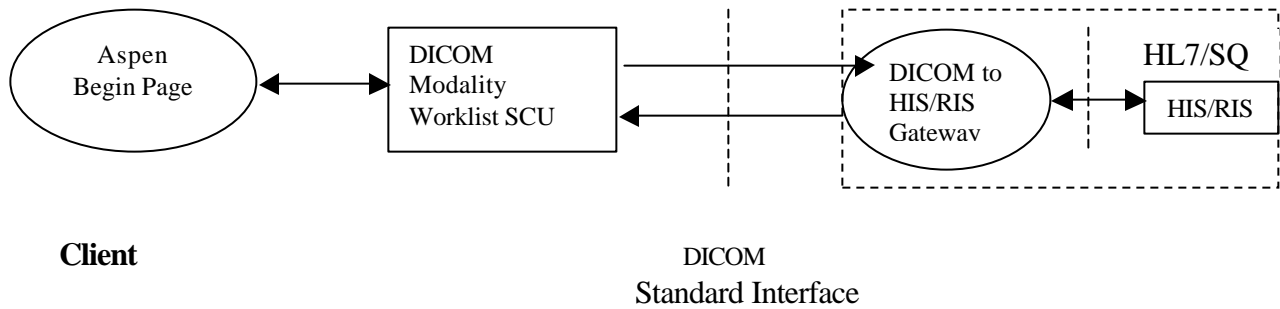 Aspen
Begin Page
DICOM
Modality
Worklist SCU
DICOM to
HIS/RIS
Gateway
HL7/SQ
HIS/RIS
Client
DICOM
Standard Interface